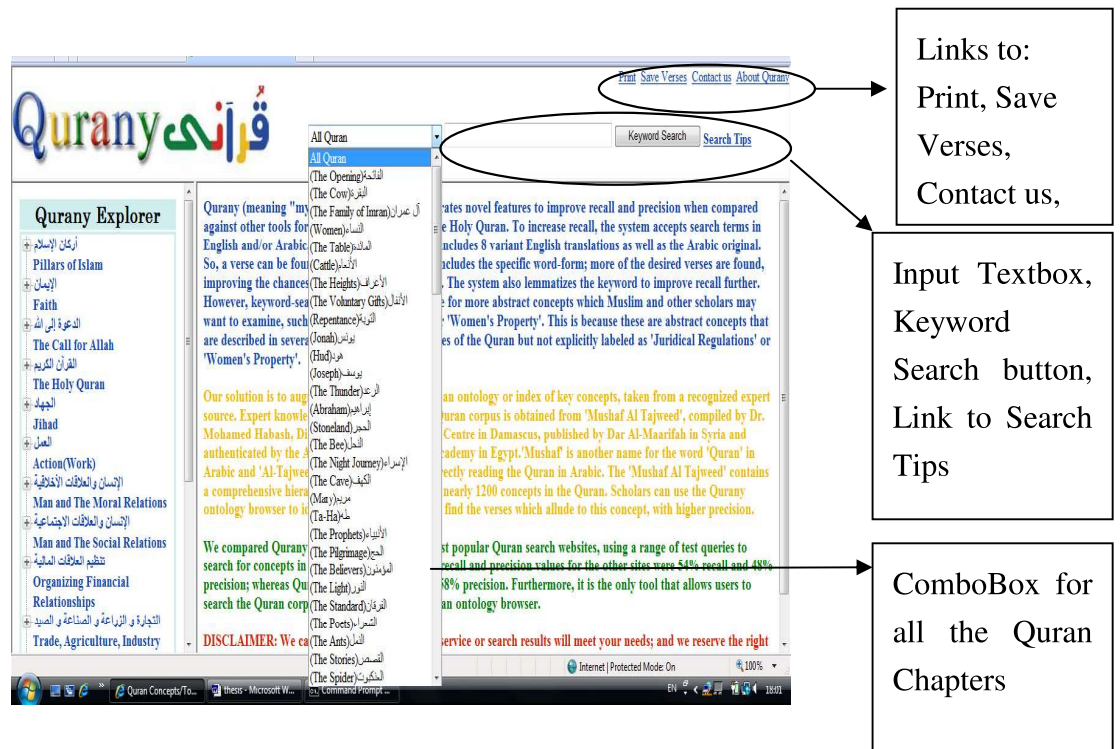 Print Save Verses Contact us About Qurany
Qurany قُرآنى
All Quran
Keyword Search Search Tips
All Quran
(The Opening)الفاتحة
(The Cow)البقرة
(The Family of Imran)آل عمران
(Women)النساء
(The Table)المائدة
(Cattle)الأنعام
(The Heights)الأعراف
(The Voluntary Gifts)الأنفال
(Repentance)التوبة
(Jonah)يونس
(Hud)هود
(Joseph)يوسف
(The Thunder)الرعد
(Abraham)إبراهيم
(Stoneland)الحجر
(The Bee)النحل
(The Night Journey)الإسراء
(The Cave)الكهف
(Mary)مريم
(Ta-Ha)طه
(The Prophets)الأنبياء
(The Pilgrimage)الحج
(The Believers)المؤمنون
(The Light)النور
(The Standard)الفرقان
(The Poets)الشعراء
(The Ants)النمل
(The Stories)القصص
(The Spider)العنكبوت
Qurany Explorer
أركان الإسلام
Pillars of Islam
الإيمان
Faith
الدعوة إلى الله
The Call for Allah
القرآن الكريم
The Holy Quran
الجهاد
Jihad
العمل
Action(Work)
الإنسان والعلاقات الأخلاقية
Man and The Moral Relations
الإنسان والعلاقات الاجتماعية
Man and The Social Relations
تنظيم العلاقات المالية
Organizing Financial
Relationships
التجارة و الزراعة و الصناعة و الصيد
Trade, Agriculture, Industry
Qurany (meaning "my rates novel features to improve recall and precision when compared
against other tools for e Holy Quran. To increase recall, the system accepts search terms in
English and/or Arabic. includes 8 variant English translations as well as the Arabic original.
So, a verse can be four ncludes the specific word-form; more of the desired verses are found,
improving the chances . The system also lemmatizes the keyword to improve recall further.
However, keyword-sea e for more abstract concepts which Muslim and other scholars may
want to examine, such r 'Women's Property'. This is because these are abstract concepts that
are described in severa es of the Quran but not explicitly labeled as 'Juridical Regulations' or
'Women's Property'.
Our solution is to aug an ontology or index of key concepts, taken from a recognized expert
source. Expert knowle Quran corpus is obtained from 'Mushaf Al Tajweed', compiled by Dr.
Mohamed Habash, Di Centre in Damascus, published by Dar Al-Maarifah in Syria and
authenticated by the A cademy in Egypt.'Mushaf' is another name for the word 'Quran' in
Arabic and 'Al-Tajwee rectly reading the Quran in Arabic. The 'Mushaf Al Tajweed' contains
a comprehensive hiera nearly 1200 concepts in the Quran. Scholars can use the Qurany
ontology browser to id find the verses which allude to this concept, with higher precision.
We compared Qurany st popular Quran search websites, using a range of test queries to
search for concepts in recall and precision values for the other sites were 54% recall and 48%
precision; whereas Qu 58% precision. Furthermore, it is the only tool that allows users to
search the Quran corp an ontology browser.
DISCLAIMER: We ca service or search results will meet your needs; and we reserve the right
Internet | Protected Mode: On 100%
Quran Concepts/To... thesis - Microsoft W... Command Prompt ... EN 18:01
Links to:
Print, Save
Verses,
Contact us,
Input Textbox,
Keyword
Search button,
Link to Search
Tips
ComboBox for
all the Quran
Chapters